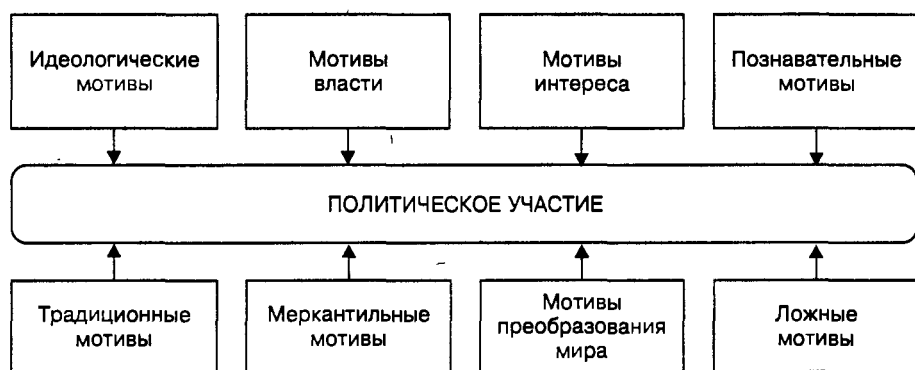 Идеологические
мотивы
Мотивы
власти
Мотивы
интереса
Познавательные
мотивы
ПОЛИТИЧЕСКОЕ УЧАСТИЕ
Традиционные
мотивы
Меркантильные
мотивы
Мотивы
преобразования
мира
Ложные
мотивы